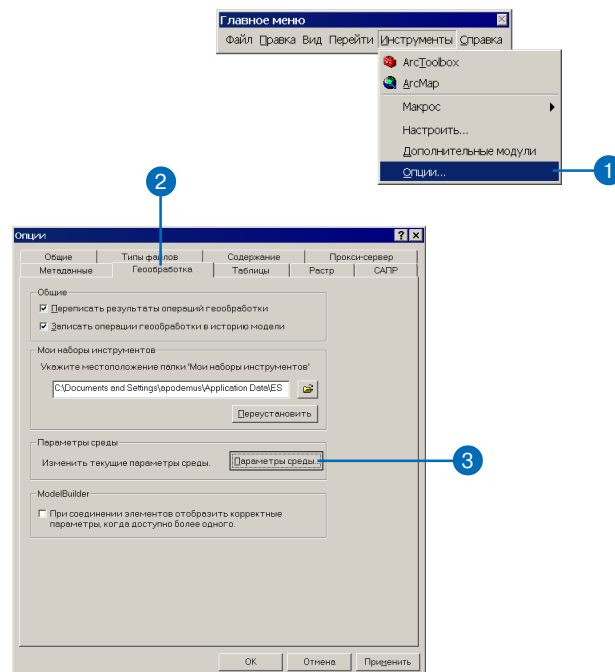 Главное меню
Файл Правка Вид Перейти Инструменты Справка
ArcToolbox
ArcMap
Макрос
Настроить...
Дополнительные модули
Опции...
1
2
Опции
Общие Типы файлов Содержание Прокси-сервер
Метаданные Геообработка Таблицы Растр САПР
Общие
Переписать результаты операций геообработки
Записать операции геообработки в историю модели
Мои наборы инструментов
Укажите местоположение папки 'Мои наборы инструментов'
C:\Documents and Settings\apodemus\Application Data\ES
Переустановить
Параметры среды
Изменить текущие параметры среды. Параметры среды...
3
ModelBuilder
При соединении элементов отобразить корректные
параметры, когда доступно более одного.
OK Отмена Применить